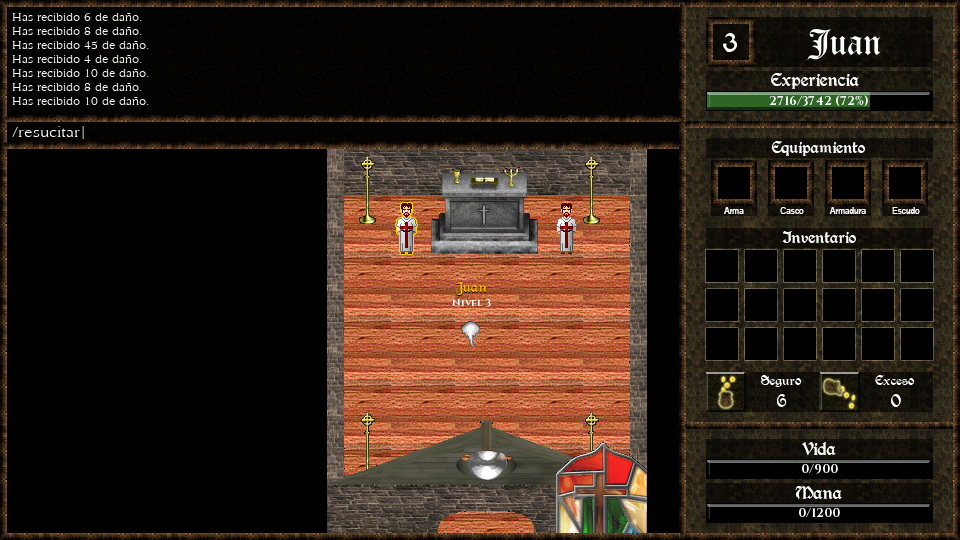 Has recibido 6 de daño.
Has recibido 8 de daño.
Has recibido 45 de daño.
Has recibido 4 de daño.
Has recibido 10 de daño.
Has recibido 8 de daño.
Has recibido 10 de daño.
/resucitar
Juan
Nivel 3
3 Juan
Experiencia
2716/3742 (72%)
Equipamiento
Arma Casco Armadura Escudo
Inventario
Seguro Exceso
6 0
Vida
0/900
Mana
0/1200